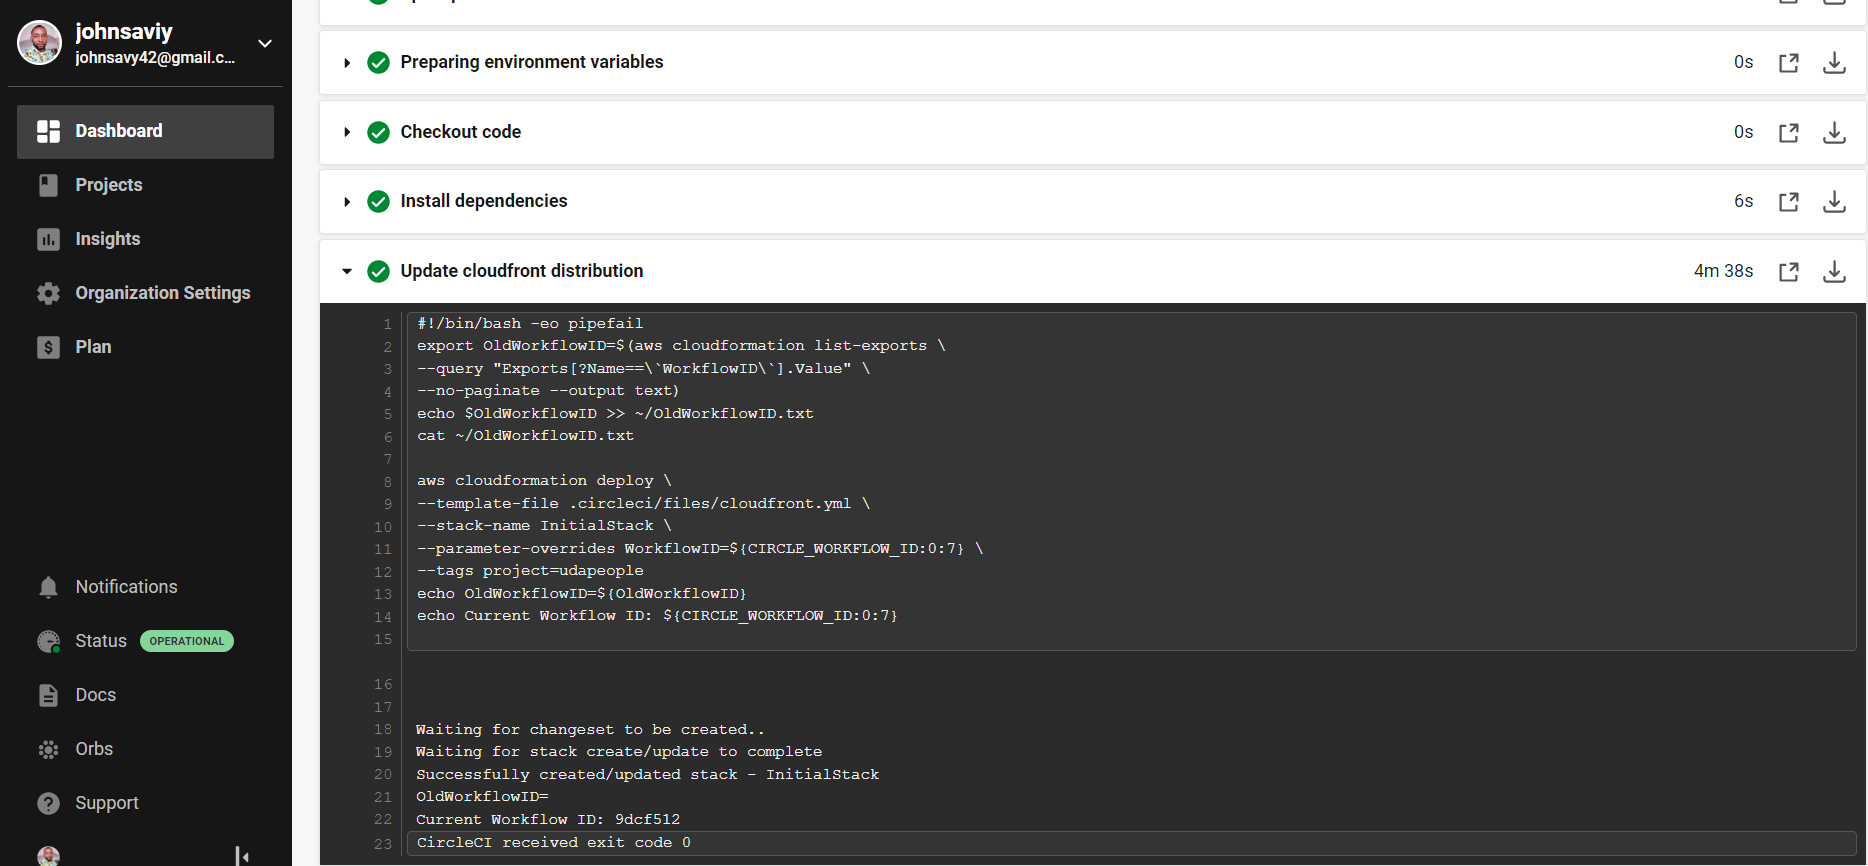 johnsaviy
johnsavy42@gmail.c...
Dashboard
Projects
Insights
Organization Settings
Plan
Notifications
Status OPERATIONAL
Docs
Orbs
Support
Preparing environment variables 0s
Checkout code 0s
Install dependencies 6s
Update cloudfront distribution 4m 38s
1 #!/bin/bash -eo pipefail
2 export OldWorkflowID=$(aws cloudformation list-exports \
3 --query "Exports[?Name==\`WorkflowID\`].Value" \
4 --no-paginate --output text)
5 echo $OldWorkflowID >> ~/OldWorkflowID.txt
6 cat ~/OldWorkflowID.txt
7
8 aws cloudformation deploy \
9 --template-file .circleci/files/cloudfront.yml \
10 --stack-name InitialStack \
11 --parameter-overrides WorkflowID=${CIRCLE_WORKFLOW_ID:0:7} \
12 --tags project=udapeople
13 echo OldWorkflowID=${OldWorkflowID}
14 echo Current Workflow ID: ${CIRCLE_WORKFLOW_ID:0:7}
15
16
17
18 Waiting for changeset to be created..
19 Waiting for stack create/update to complete
20 Successfully created/updated stack - InitialStack
21 OldWorkflowID=
22 Current Workflow ID: 9dcf512
23 CircleCI received exit code 0